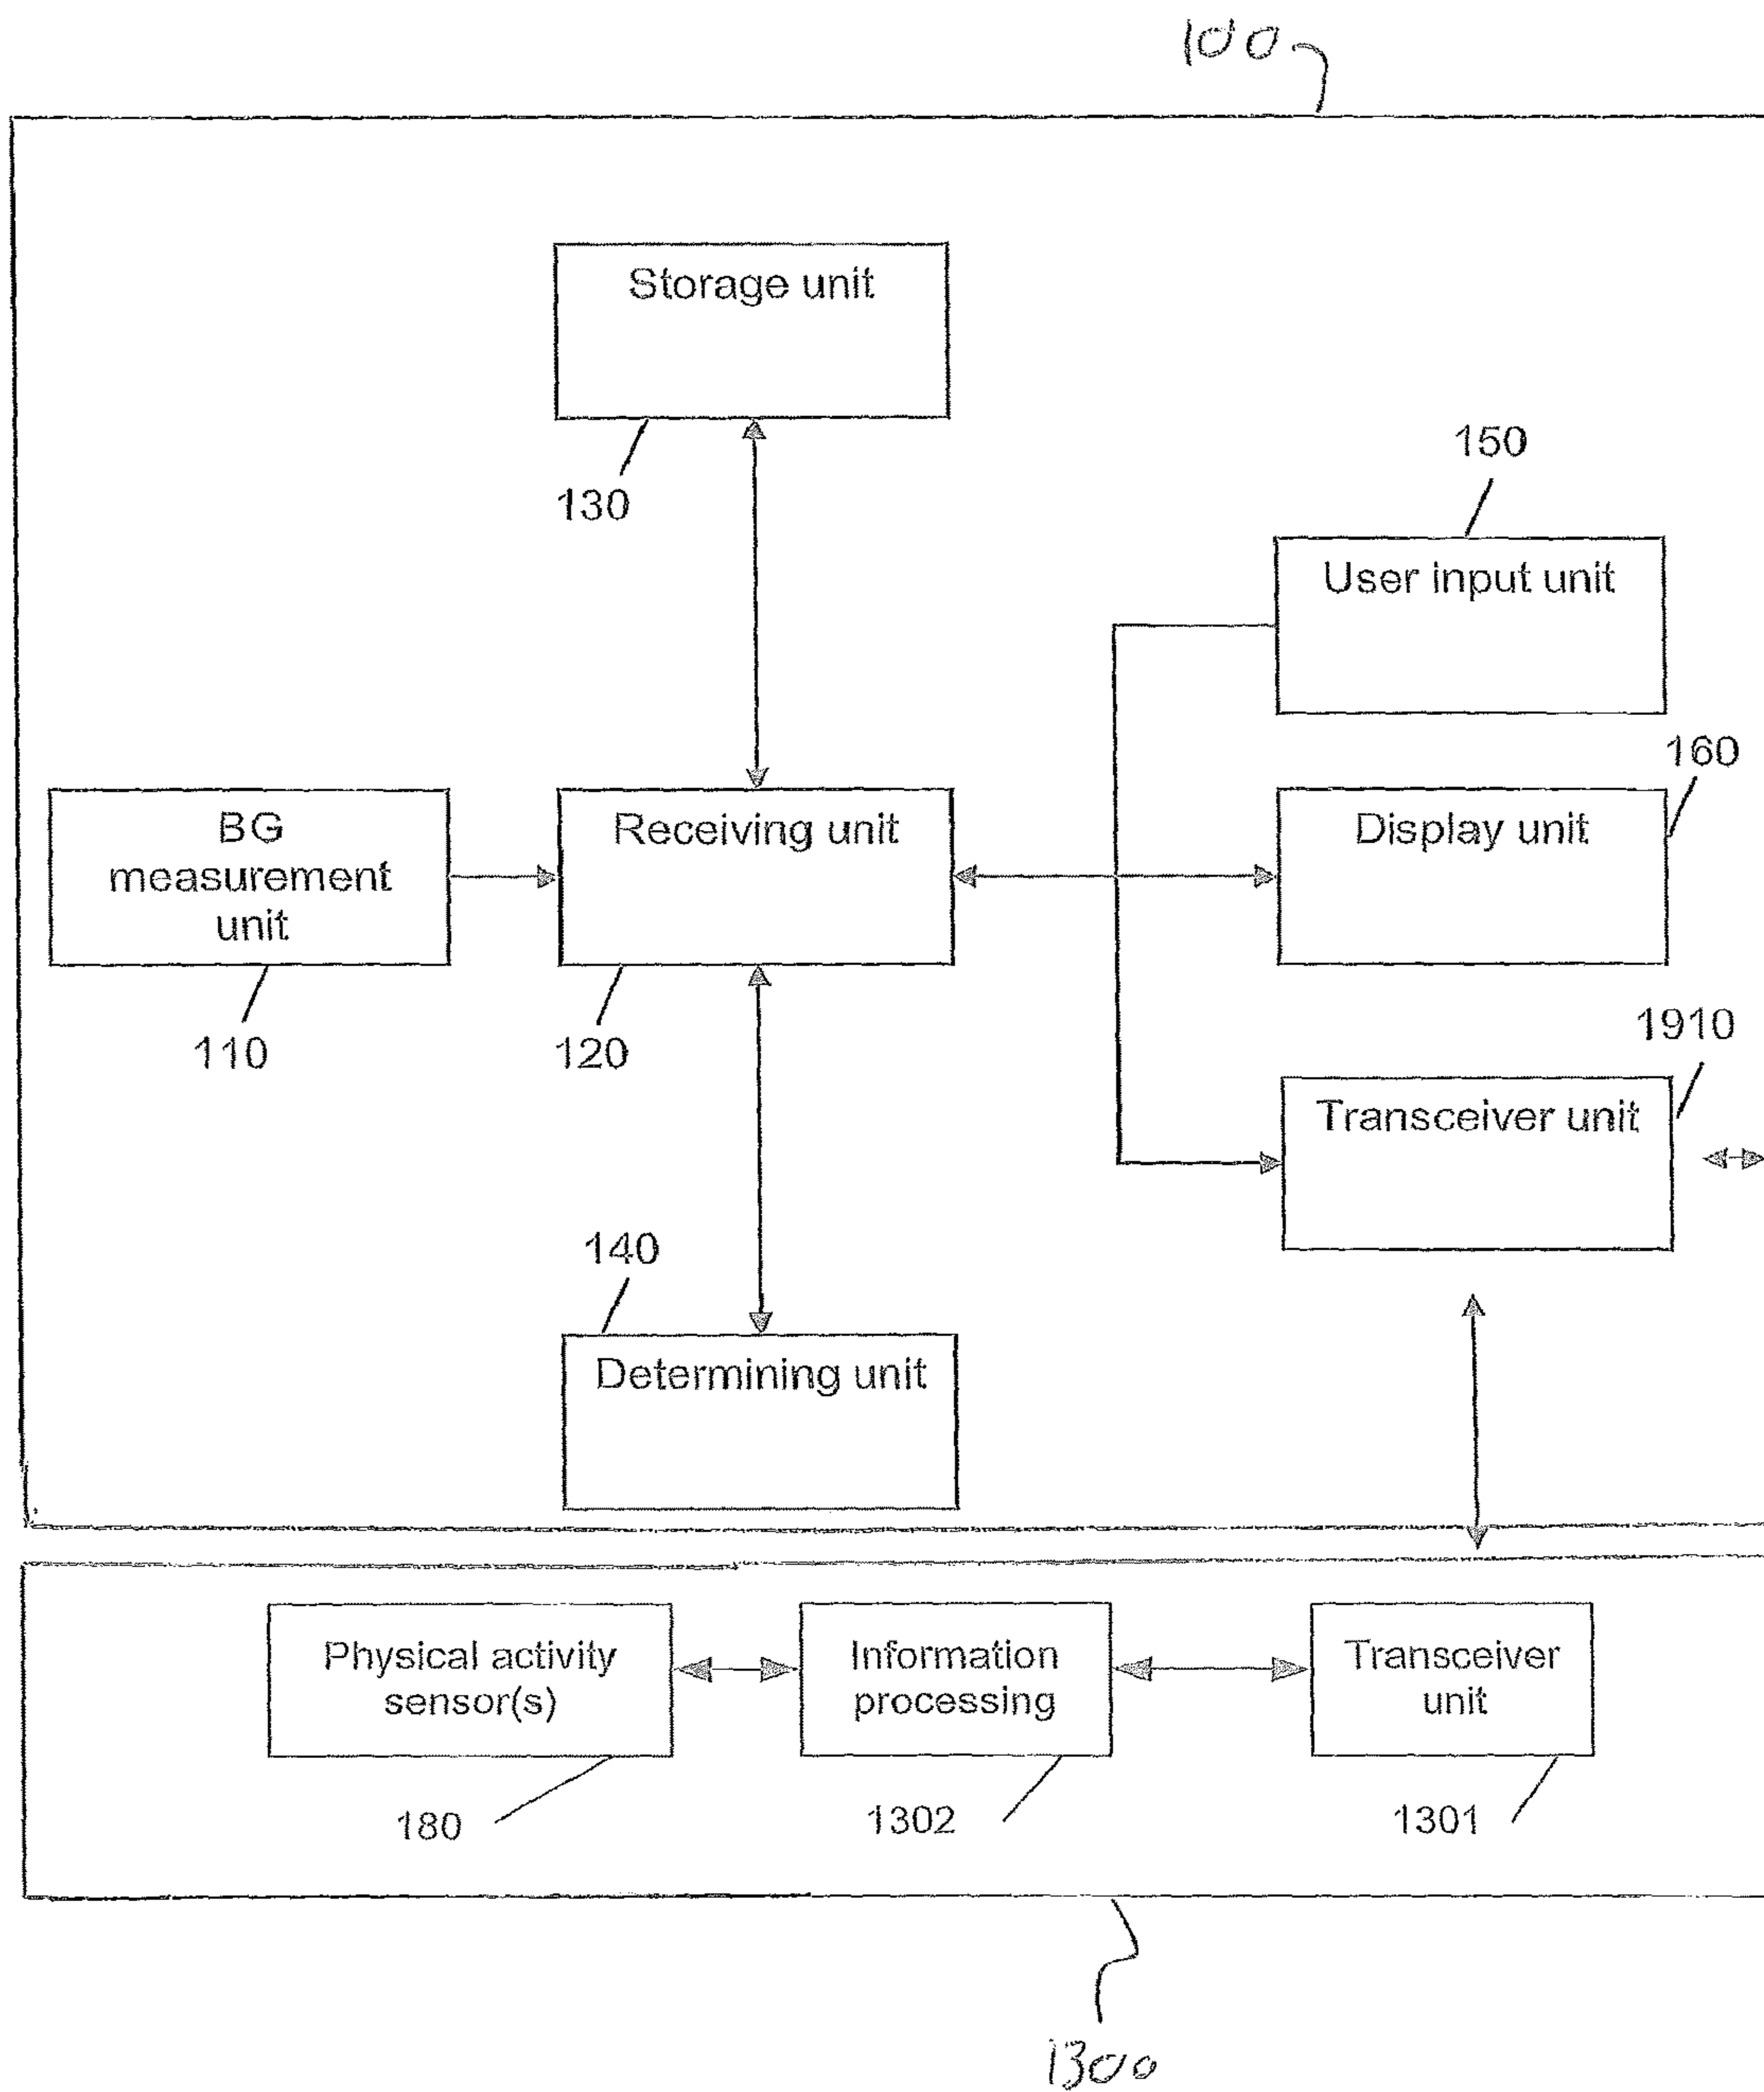 100
Storage unit
130
150
User input unit
160
BG
measurement
unit
Receiving unit
Display unit
110
120
1910
Transceiver unit
140
Determining unit
Physical activity
sensor(s)
Information
processing
Transceiver
unit
180
1302
1301
1300